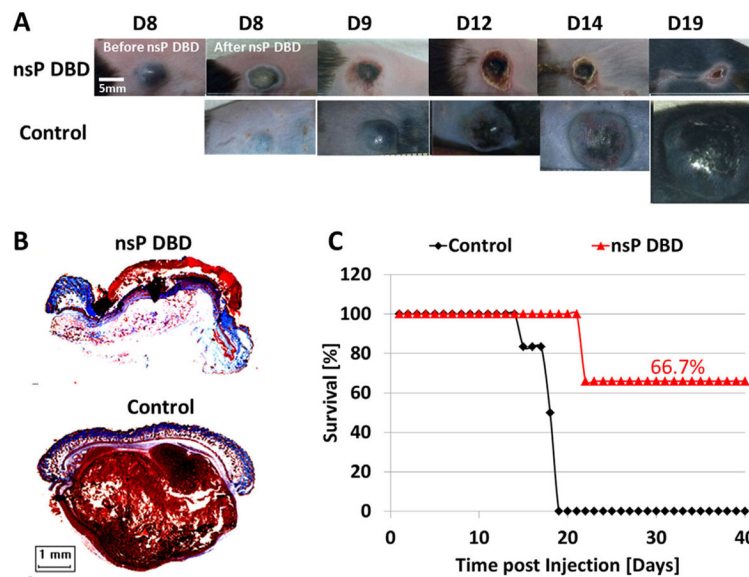 A
D8 D8 D9 D12 D14 D19
nsP DBD
Before nsP DBD After nsP DBD
5mm
Control
B
nsP DBD
Control
1 mm
C
Control nsP DBD
120
100
80
60
40
20
0
66.7%
Survival [%]
0 10 20 30 40
Time post Injection [Days]